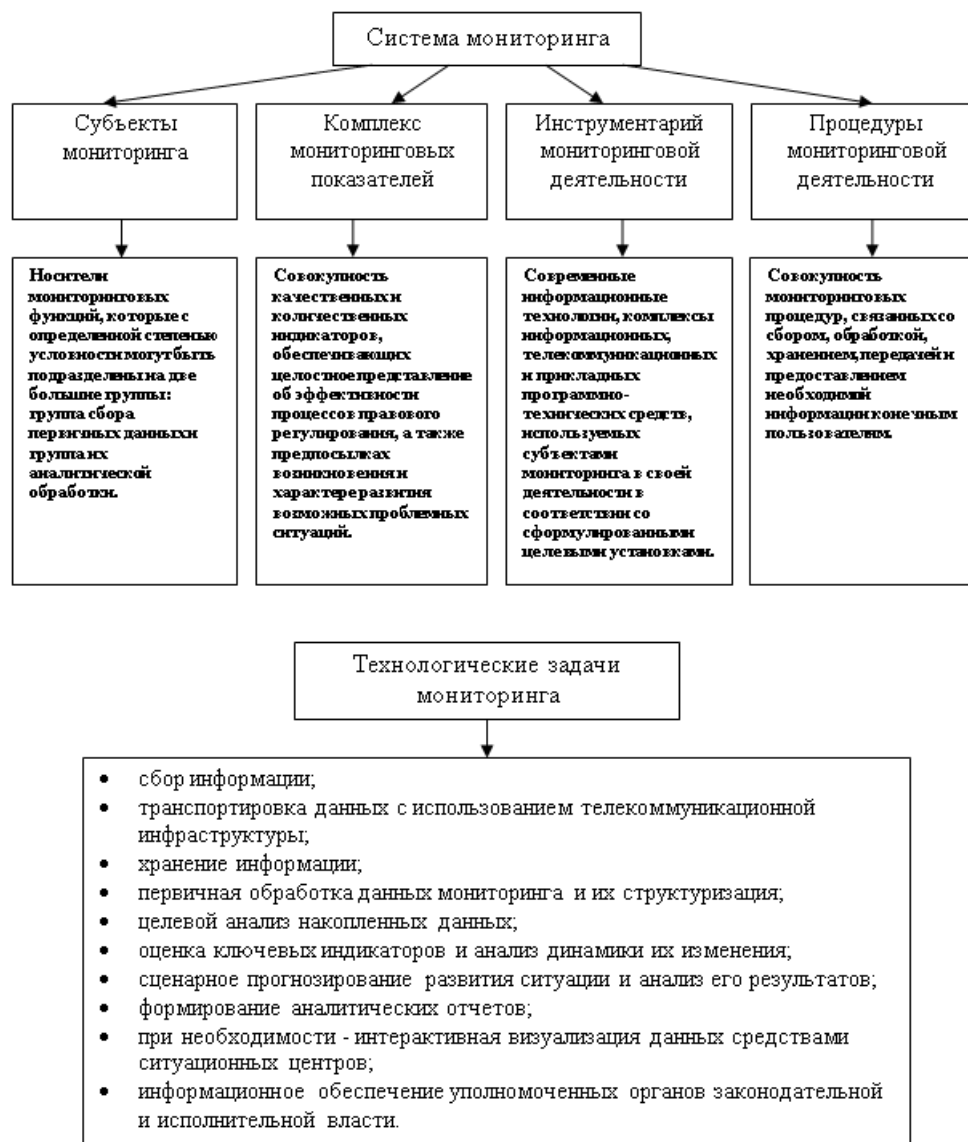 Система мониторинга
Субъекты
мониторинга
Комплекс
мониторинговых
показателей
Инструментарий
мониторинговой
деятельности
Процедуры
мониторинговой
деятельности
Носители
мониторинговых
функций, которые с
определенной степенью
условности могут быть
подразделены на две
большие группы:
группа сбора
первичных данных и
группа их
аналитической
обработки.
Совокупность
качественных и
количественных
индикаторов,
обеспечивающих
целостное представление
об эффективности
процессов правового
регулирования, а также
предпосылках
возникновения и
характере развития
возможных проблемных
ситуаций.
Современные
информационные
технологии, комплексы
информационных,
телекоммуникационных
и прикладных
программно-
технических средств,
используемых
субъектами
мониторинга в своей
деятельности в
соответствии со
сформулированными
целевыми установками.
Совокупность
мониторинговых
процедур, связанных со
сбором, обработкой,
хранением, передачей и
предоставлением
необходимой
информации конечным
пользователям.
Технологические задачи
мониторинга
• сбор информации;
• транспортировка данных с использованием телекоммуникационной
инфраструктуры;
• хранение информации;
• первичная обработка данных мониторинга и их структуризация;
• целевой анализ накопленных данных;
• оценка ключевых индикаторов и анализ динамики их изменения;
• сценарное прогнозирование развития ситуации и анализ его результатов;
• формирование аналитических отчетов;
• при необходимости - интерактивная визуализация данных средствами
ситуационных центров;
• информационное обеспечение уполномоченных органов законодательной
и исполнительной власти.